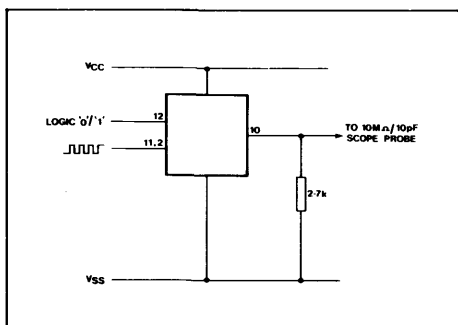 VCC
LOGIC '0'/'1'
12
11,2
10
TO 10MΩ/10pF
SCOPE PROBE
2·7k
VSS